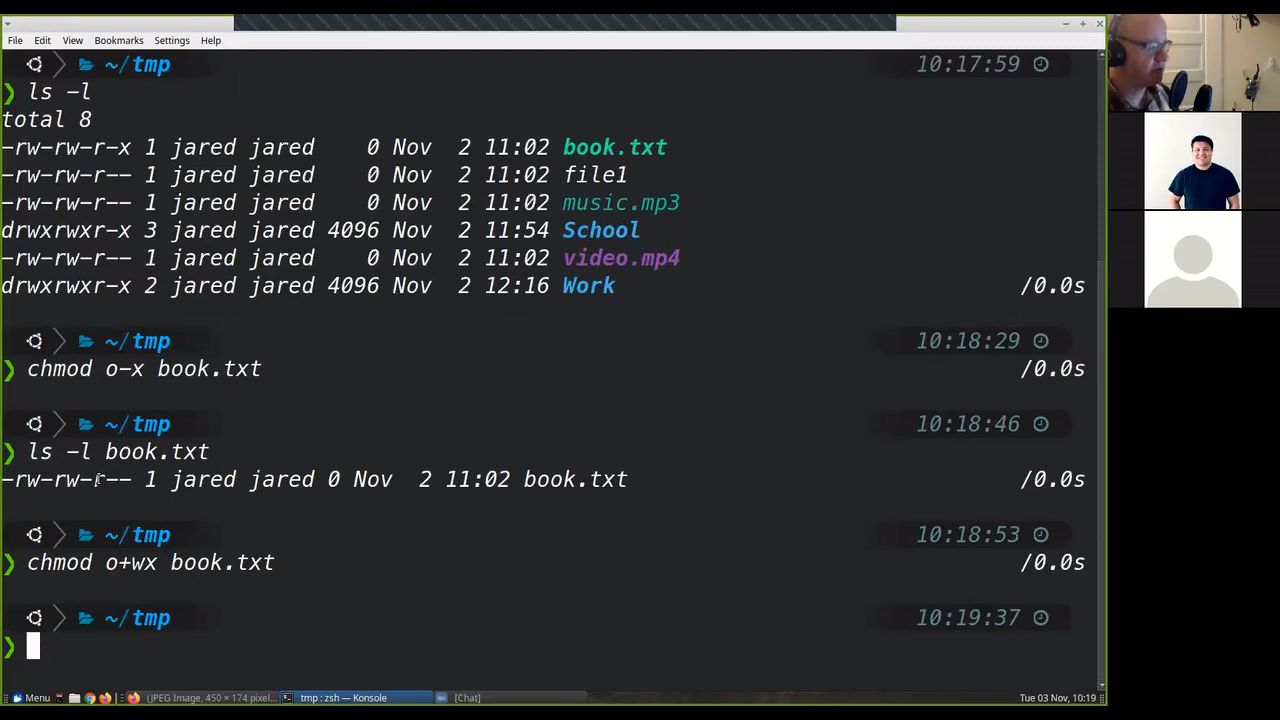 File Edit View Bookmarks Settings Help
~/tmp 10:17:59
❯ ls -l
total 8
-rw-rw-r-x 1 jared jared 0 Nov 2 11:02 book.txt
-rw-rw-r-- 1 jared jared 0 Nov 2 11:02 file1
-rw-rw-r-- 1 jared jared 0 Nov 2 11:02 music.mp3
drwxrwxr-x 3 jared jared 4096 Nov 2 11:54 School
-rw-rw-r-- 1 jared jared 0 Nov 2 11:02 video.mp4
drwxrwxr-x 2 jared jared 4096 Nov 2 12:16 Work /0.0s
~/tmp 10:18:29
❯ chmod o-x book.txt /0.0s
~/tmp 10:18:46
❯ ls -l book.txt
-rw-rw-r-- 1 jared jared 0 Nov 2 11:02 book.txt /0.0s
~/tmp 10:18:53
❯ chmod o+wx book.txt /0.0s
~/tmp 10:19:37
❯
Menu (JPEG Image, 450 × 174 pixel... tmp : zsh — Konsole [Chat] Tue 03 Nov, 10:19